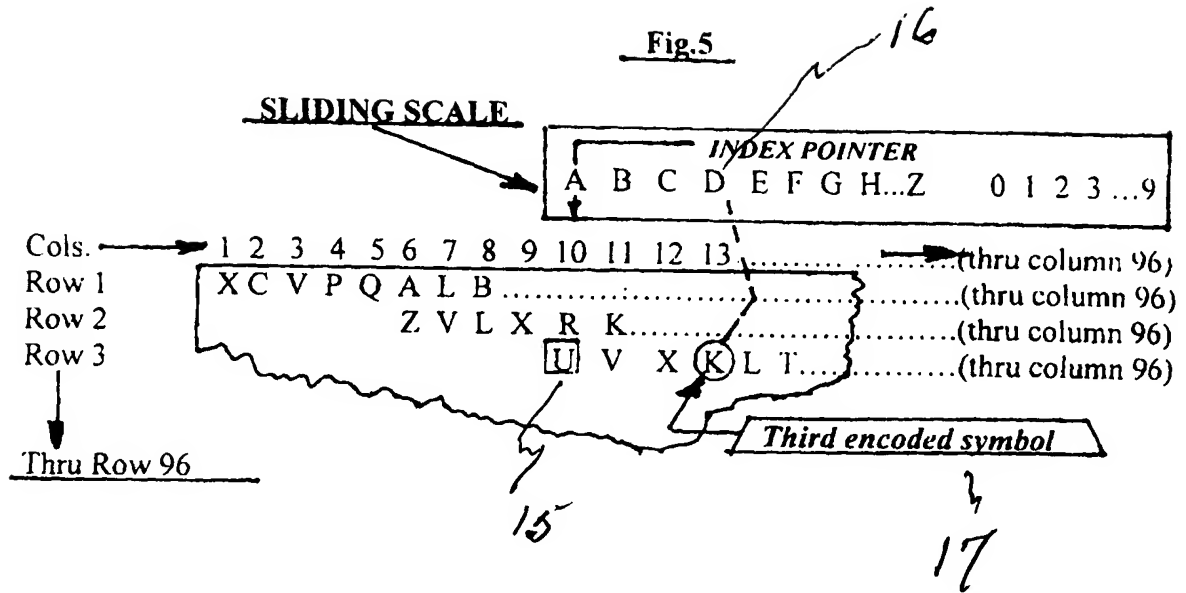 Fig.5
16
SLIDING SCALE
INDEX POINTER
A B C D E F G H...Z 0 1 2 3 ...9
Cols. 1 2 3 4 5 6 7 8 9 10 11 12 13..........................(thru column 96)
Row 1 X C V P Q A L B..........................(thru column 96)
Row 2 Z V L X R K..........................(thru column 96)
Row 3 U V X K L T..........................(thru column 96)
Third encoded symbol
Thru Row 96
15
17